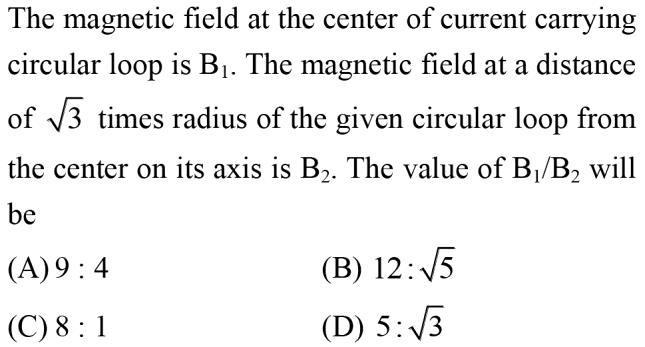 The magnetic field at the center of current carrying
circular loop is B₁. The magnetic field at a distance
of √3 times radius of the given circular loop from
the center on its axis is B₂. The value of B₁/B₂ will
be
(A) 9 : 4 (B) 12 : √5
(C) 8 : 1 (D) 5 : √3